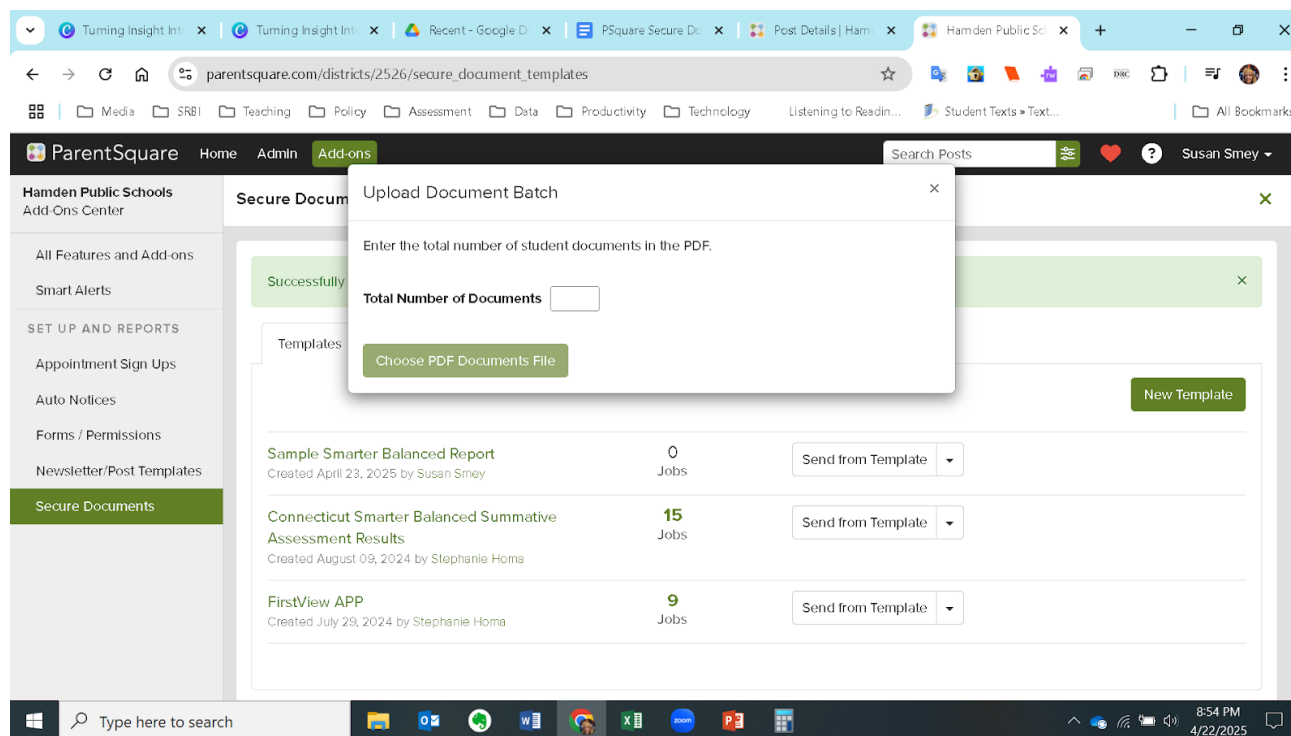 Turning Insight Int
Turning Insight Int
Recent - Google D
PSquare Secure Do
Post Details | Ham
Hamden Public Sc
parentsquare.com/districts/2526/secure_document_templates
Media
SRBI
Teaching
Policy
Assessment
Data
Productivity
Technology
Listening to Readin...
Student Texts » Text...
All Bookmarks
ParentSquare
Home
Admin
Add-ons
Search Posts
Susan Smey
Hamden Public Schools
Add-Ons Center
All Features and Add-ons
Smart Alerts
SET UP AND REPORTS
Appointment Sign Ups
Auto Notices
Forms / Permissions
Newsletter/Post Templates
Secure Documents
Secure Docum
Upload Document Batch
Enter the total number of student documents in the PDF.
Total Number of Documents
Choose PDF Documents File
Successfully
Templates
New Template
Sample Smarter Balanced Report
Created April 23, 2025 by Susan Smey
0
Jobs
Send from Template
Connecticut Smarter Balanced Summative
Assessment Results
Created August 09, 2024 by Stephanie Homa
15
Jobs
Send from Template
FirstView APP
Created July 29, 2024 by Stephanie Homa
9
Jobs
Send from Template
Type here to search
zoom
8:54 PM
4/22/2025